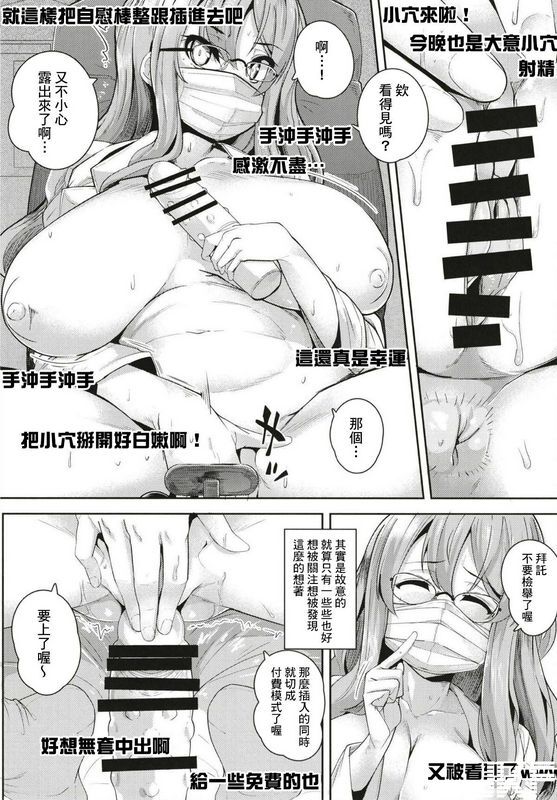 小穴來啦！
今晚也是大意小穴
射精
欸
看得見嗎？
就這樣把自慰棒整跟插進去吧
啊…！
又不小心
露出來了啊…
手沖手沖手
感激不盡…
這還真是幸運
手沖手沖手
把小穴掰開好白嫩啊！
那個…
拜託
不要檢舉了喔
其實是故意的
就算只有一些些也好
想被關注想被發現
這麼的想著
又被看到了www
要上了喔～
那麼插入的同時
就切成
付費模式了喔
好想無套中出啊
給一些免費的也